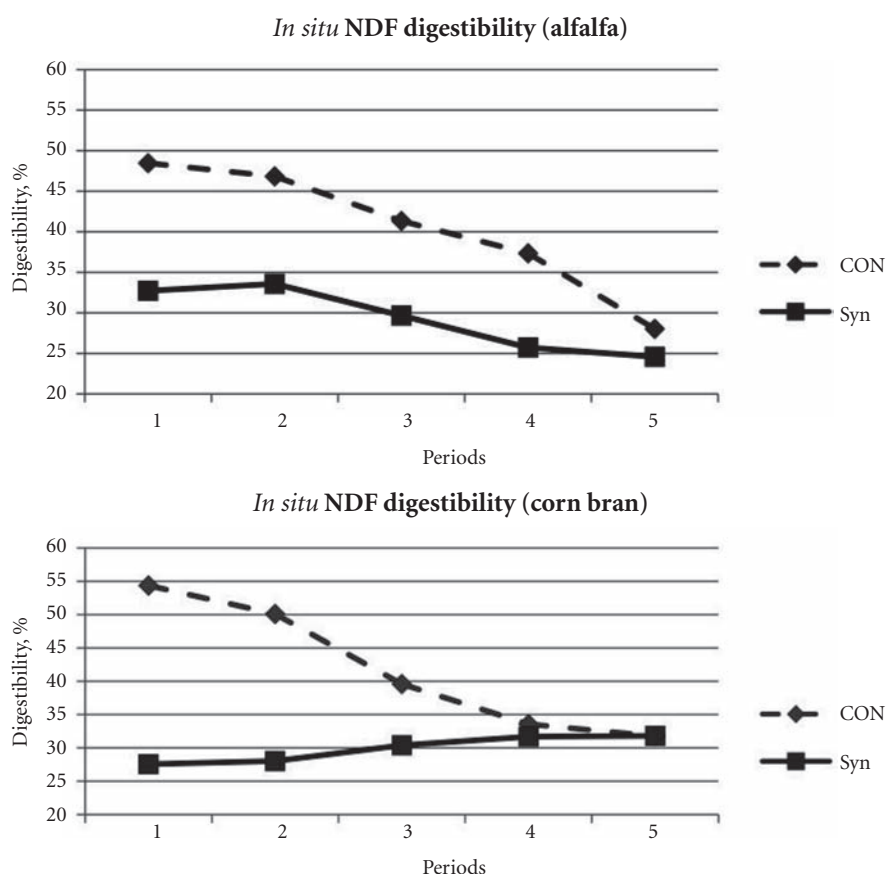 In situ NDF digestibility (alfalfa)
60
55
50
45
40
35
30
25
20
Digestibility, %
1 2 3 4 5
Periods
CON
Syn
In situ NDF digestibility (corn bran)
60
55
50
45
40
35
30
25
20
Digestibility, %
1 2 3 4 5
Periods
CON
Syn